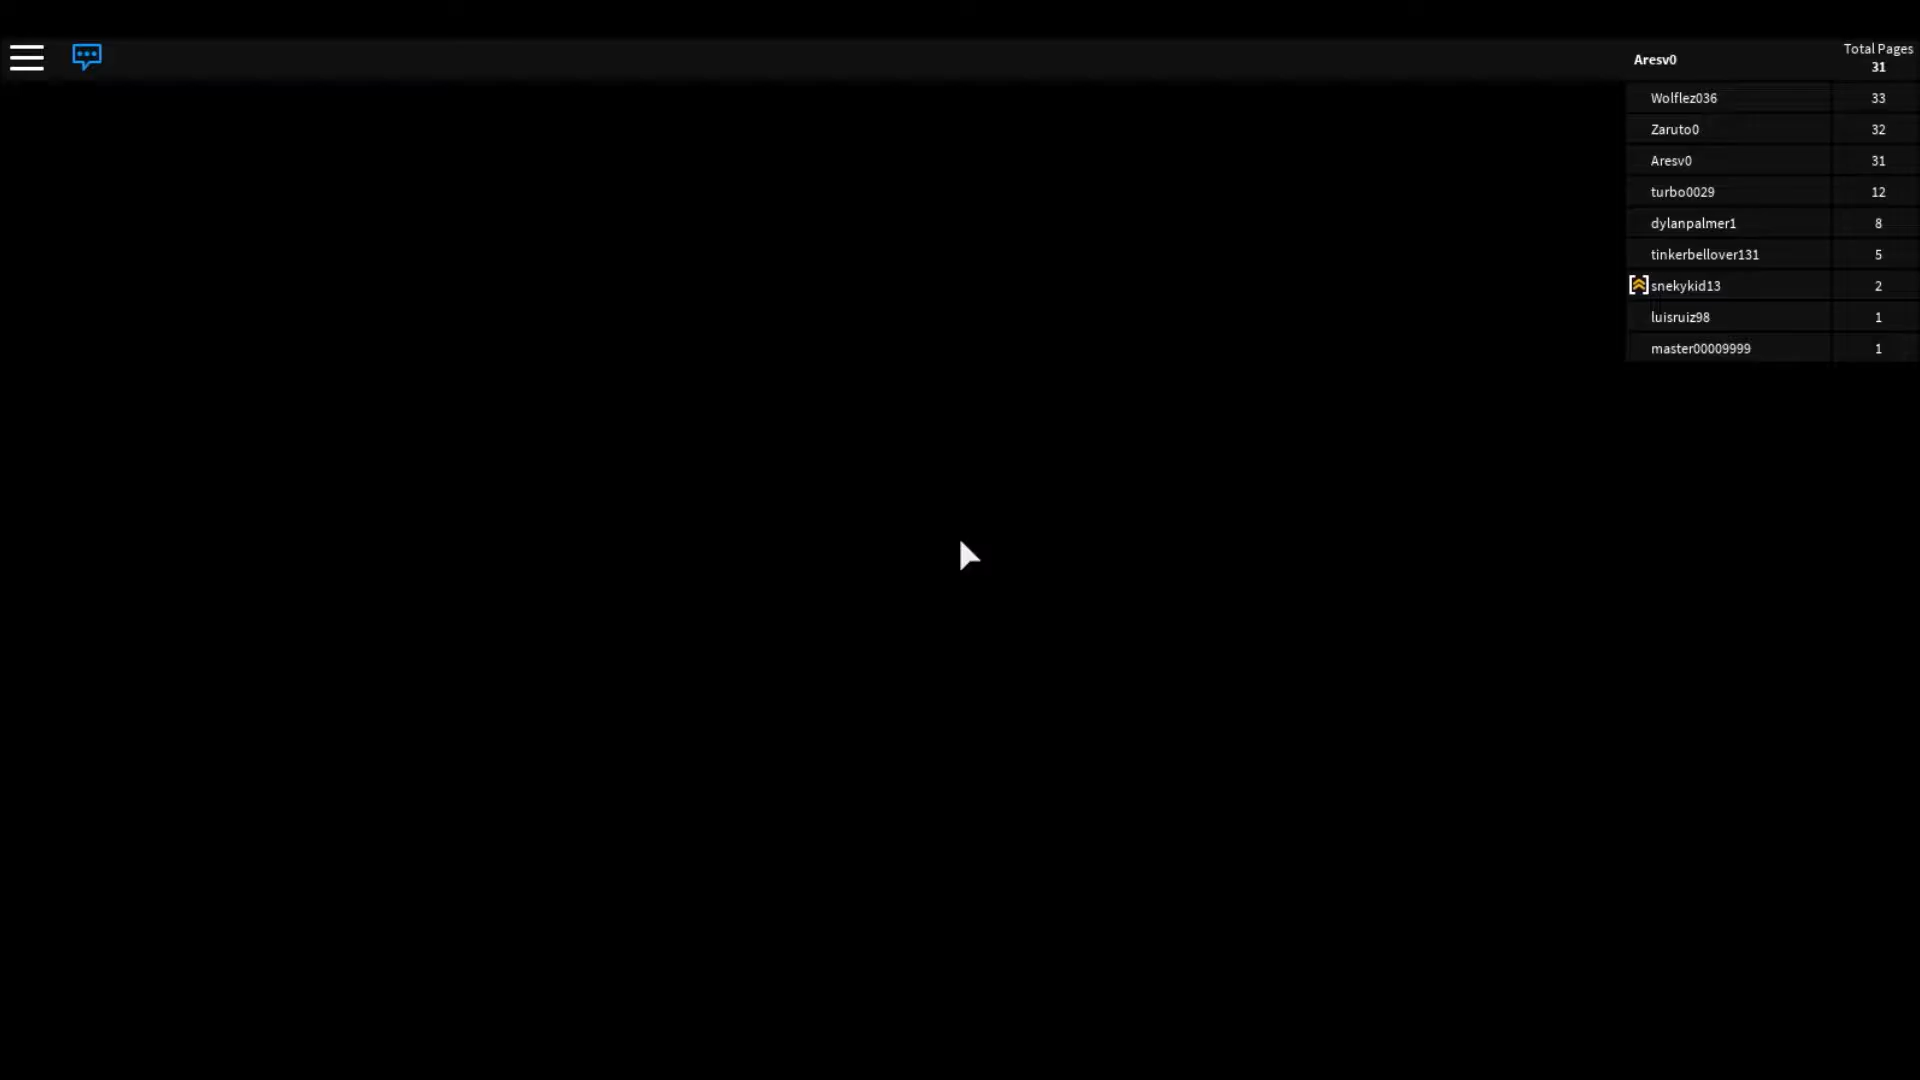 Total Pages
Aresv0 31
Wolflez036 33
Zaruto0 32
Aresv0 31
turbo0029 12
dylanpalmer1 8
tinkerbellover131 5
snekykid13 2
luisruiz98 1
master00009999 1